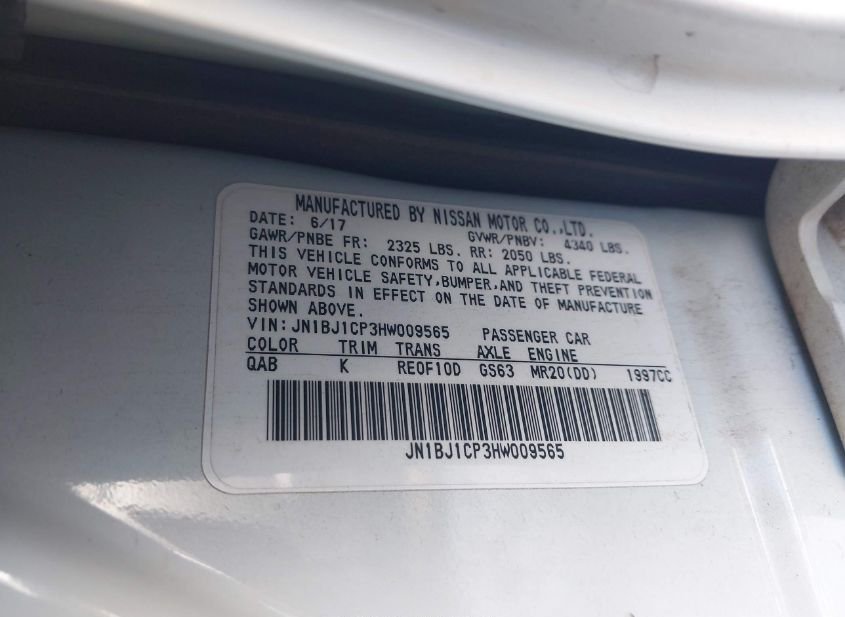 MANUFACTURED BY NISSAN MOTOR CO.,LTD.
DATE: 6/17 GVWR/PNBV: 4340 LBS.
GAWR/PNBE FR: 2325 LBS. RR: 2050 LBS.
THIS VEHICLE CONFORMS TO ALL APPLICABLE FEDERAL
MOTOR VEHICLE SAFETY,BUMPER,AND THEFT PREVENTION
STANDARDS IN EFFECT ON THE DATE OF MANUFACTURE
SHOWN ABOVE.
VIN:JN1BJ1CP3HW009565 PASSENGER CAR
COLOR TRIM TRANS AXLE ENGINE
QAB K REOF10D GS63 MR20(DD) 1997CC
JN1BJ1CP3HW009565